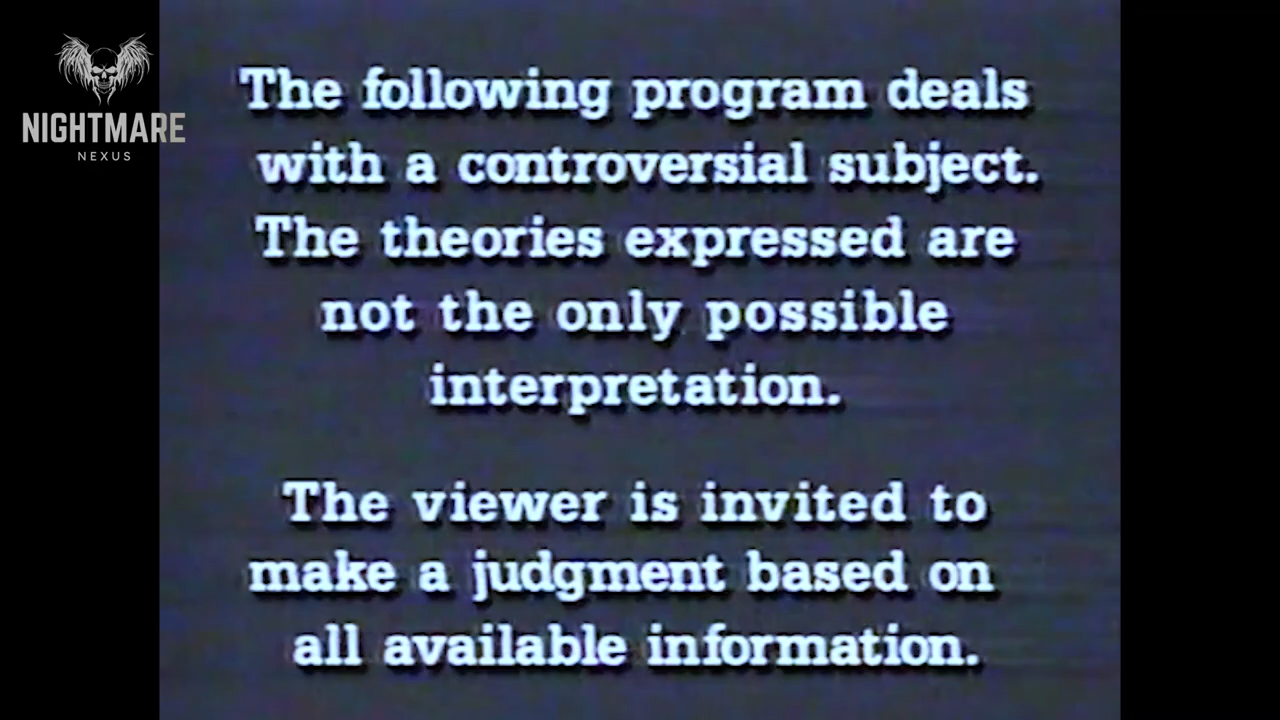 NIGHTMARE
NEXUS
The following program deals
with a controversial subject.
The theories expressed are
not the only possible
interpretation.
The viewer is invited to
make a judgment based on
all available information.